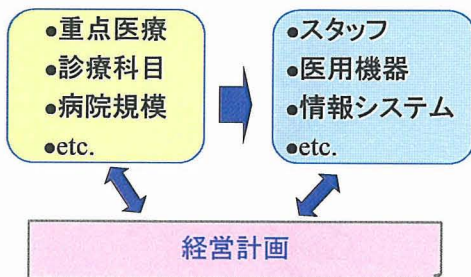 ●重点医療
●診療科目
●病院規模
●etc.
●スタッフ
●医用機器
●情報システム
●etc.
経営計画